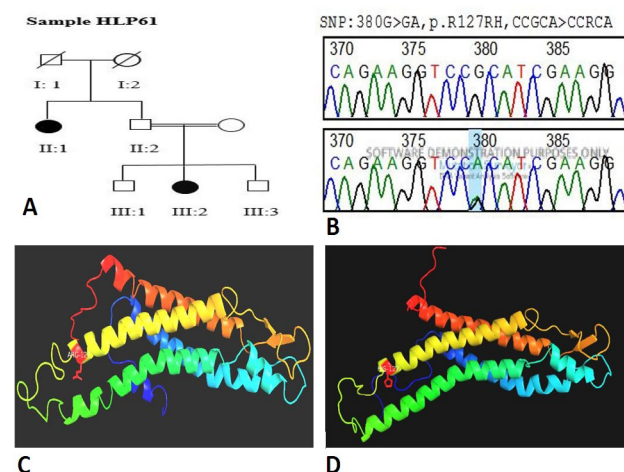 Sample HLP61
I: 1
I:2
II:1
II:2
III:1
III:2
III:3
A
SNP:380G>GA,p.R127RH,CCGCA>CCRCA
370 375 380 385
CAGAAGGTCCGCATCGAAGG
370 375 380 385
SOFTWARE DEMONSTRATION PURPOSES ONLY
CAGAAGGTCCACATCGAAGG
B
C
D